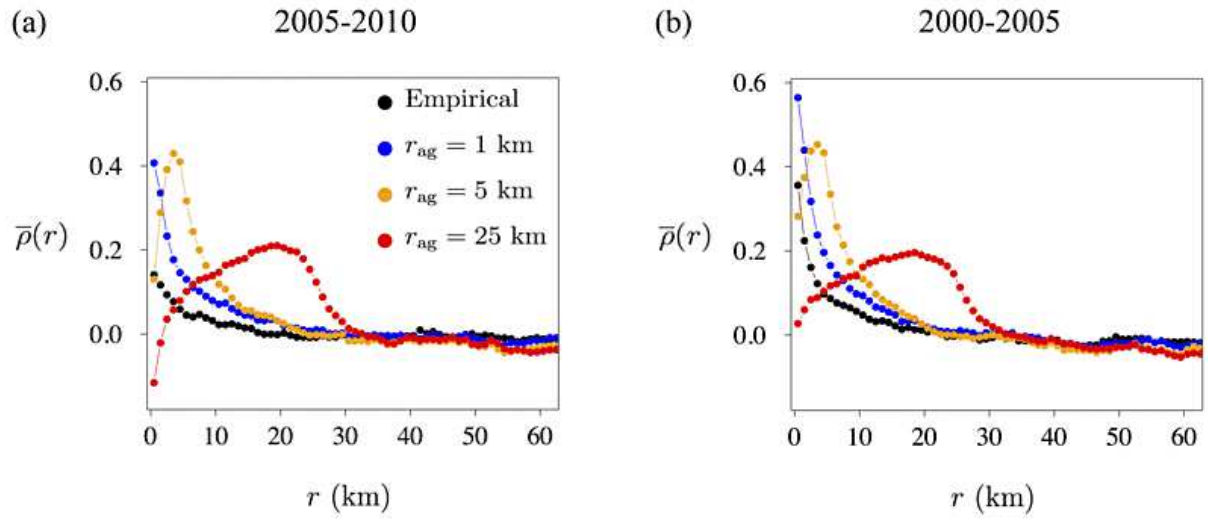 (a) 2005-2010
0.6
0.4
0.2
0.0
ρ̅(r)
Empirical
r_ag = 1 km
r_ag = 5 km
r_ag = 25 km
0 10 20 30 40 50 60
r (km)
(b) 2000-2005
0.6
0.4
0.2
0.0
ρ̅(r)
0 10 20 30 40 50 60
r (km)